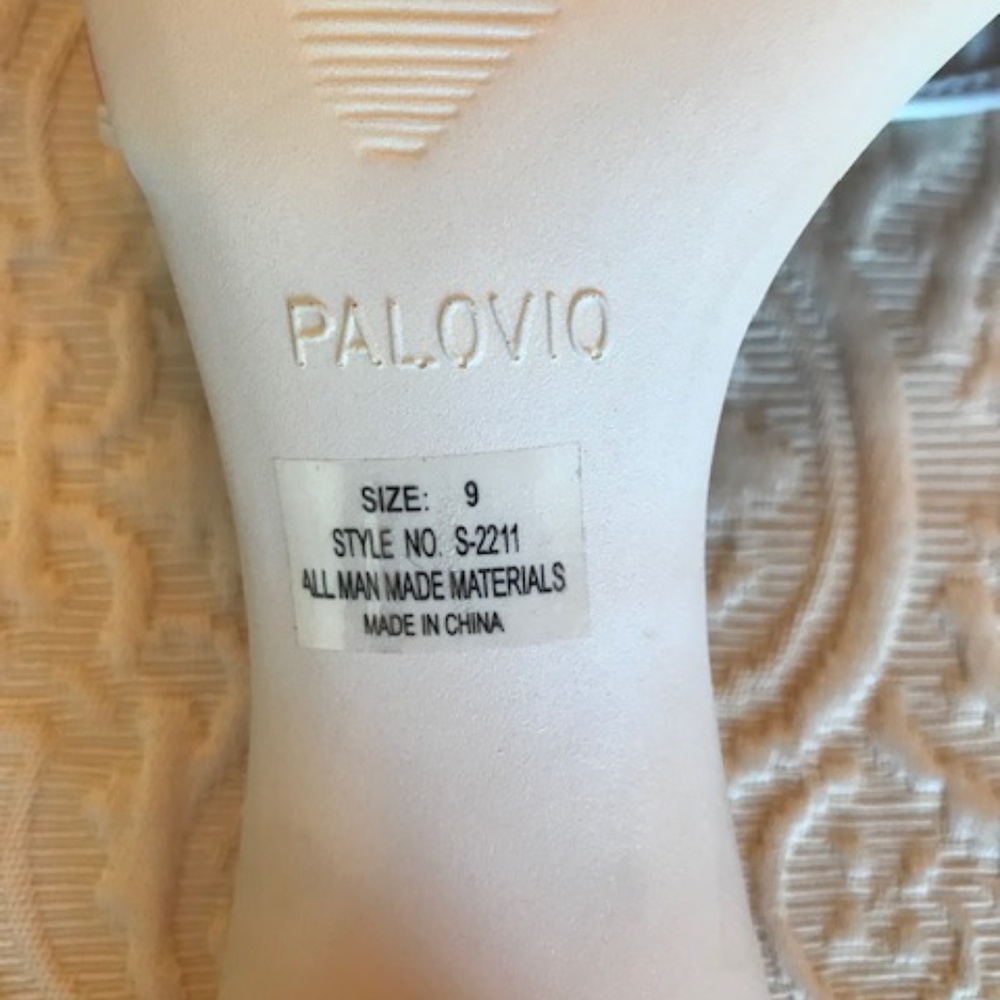 PALOVIO
SIZE: 9
STYLE NO. S-2211
ALL MAN MADE MATERIALS
MADE IN CHINA